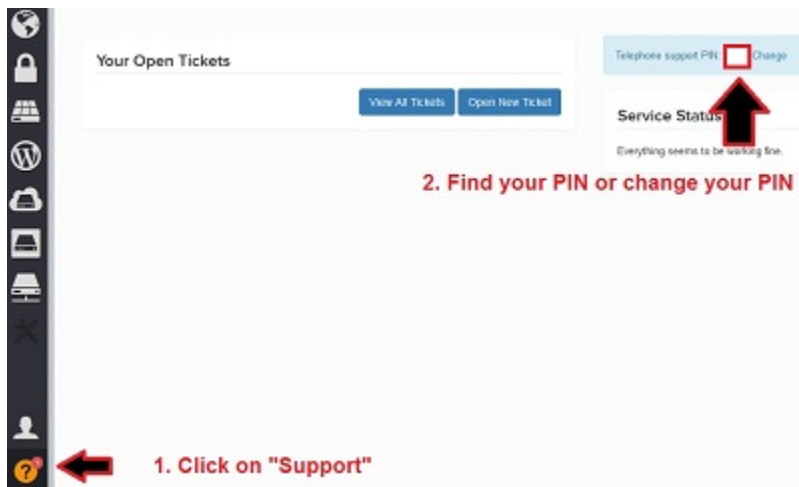 Your Open Tickets
View All Tickets
Open New Ticket
Telephone support PIN: Change
Service Status
Everything seems to be working fine.
2. Find your PIN or change your PIN
1. Click on "Support"
?